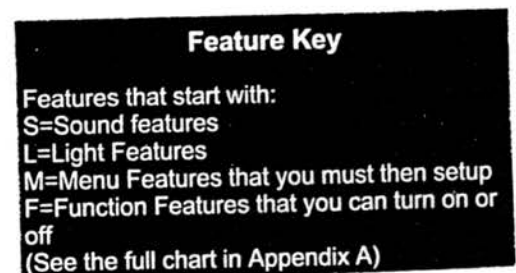 Feature Key
Features that start with:
S=Sound features
L=Light Features
M=Menu Features that you must then setup
F=Function Features that you can turn on or
off
(See the full chart in Appendix A)